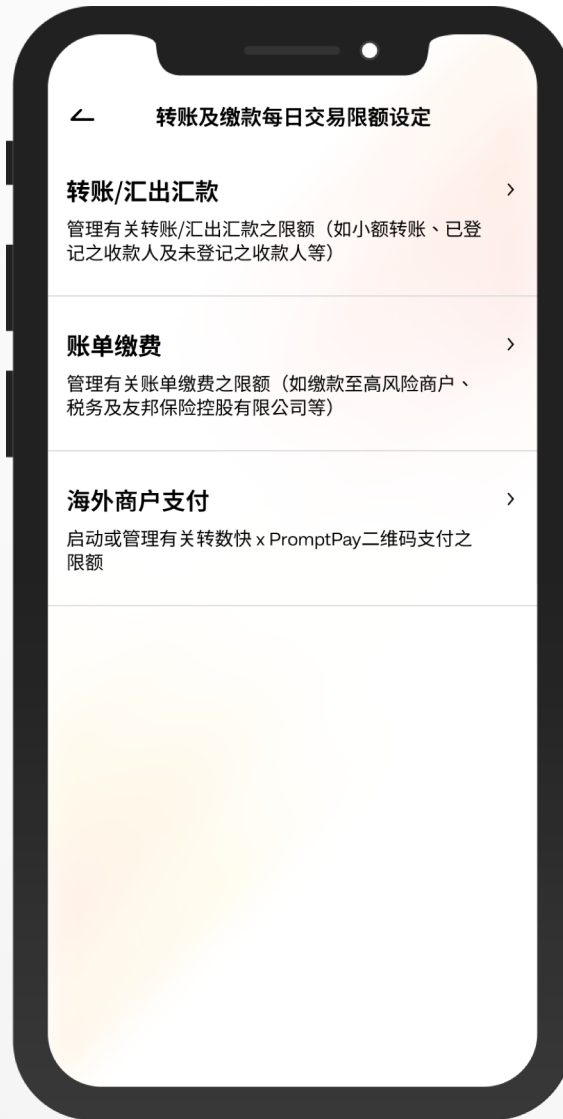 转账及缴款每日交易限额设定
转账/汇出汇款
管理有关转账/汇出汇款之限额（如小额转账、已登
记之收款人及未登记之收款人等）
账单缴费
管理有关账单缴费之限额（如缴款至高风险商户、
税务及友邦保险控股有限公司等）
海外商户支付
启动或管理有关转数快 x PromptPay二维码支付之
限额